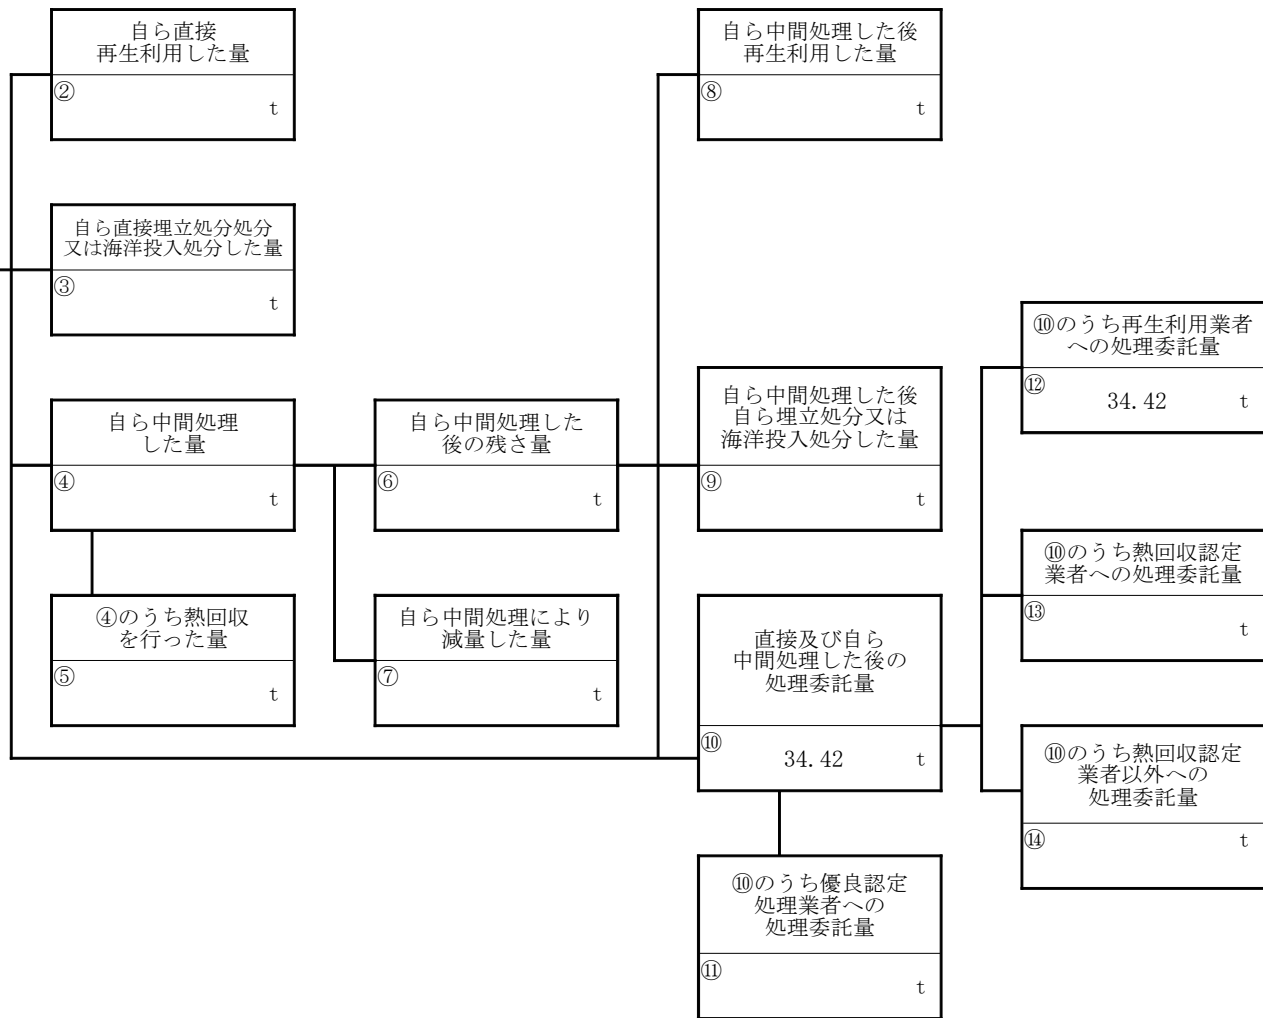 自ら直接
再生利用した量
② t
自ら中間処理した後
再生利用した量
⑧ t
自ら直接埋立処分処分
又は海洋投入処分した量
③ t
⑩のうち再生利用業者
への処理委託量
⑫ 34.42 t
自ら中間処理
した量
④ t
自ら中間処理した
後の残さ量
⑥ t
自ら中間処理した後
自ら埋立処分又は
海洋投入処分した量
⑨ t
⑩のうち熱回収認定
業者への処理委託量
⑬ t
④のうち熱回収
を行った量
⑤ t
自ら中間処理により
減量した量
⑦ t
直接及び自ら
中間処理した後の
処理委託量
⑩ 34.42 t
⑩のうち熱回収認定
業者以外への
処理委託量
⑭ t
⑩のうち優良認定
処理業者への
処理委託量
⑪ t